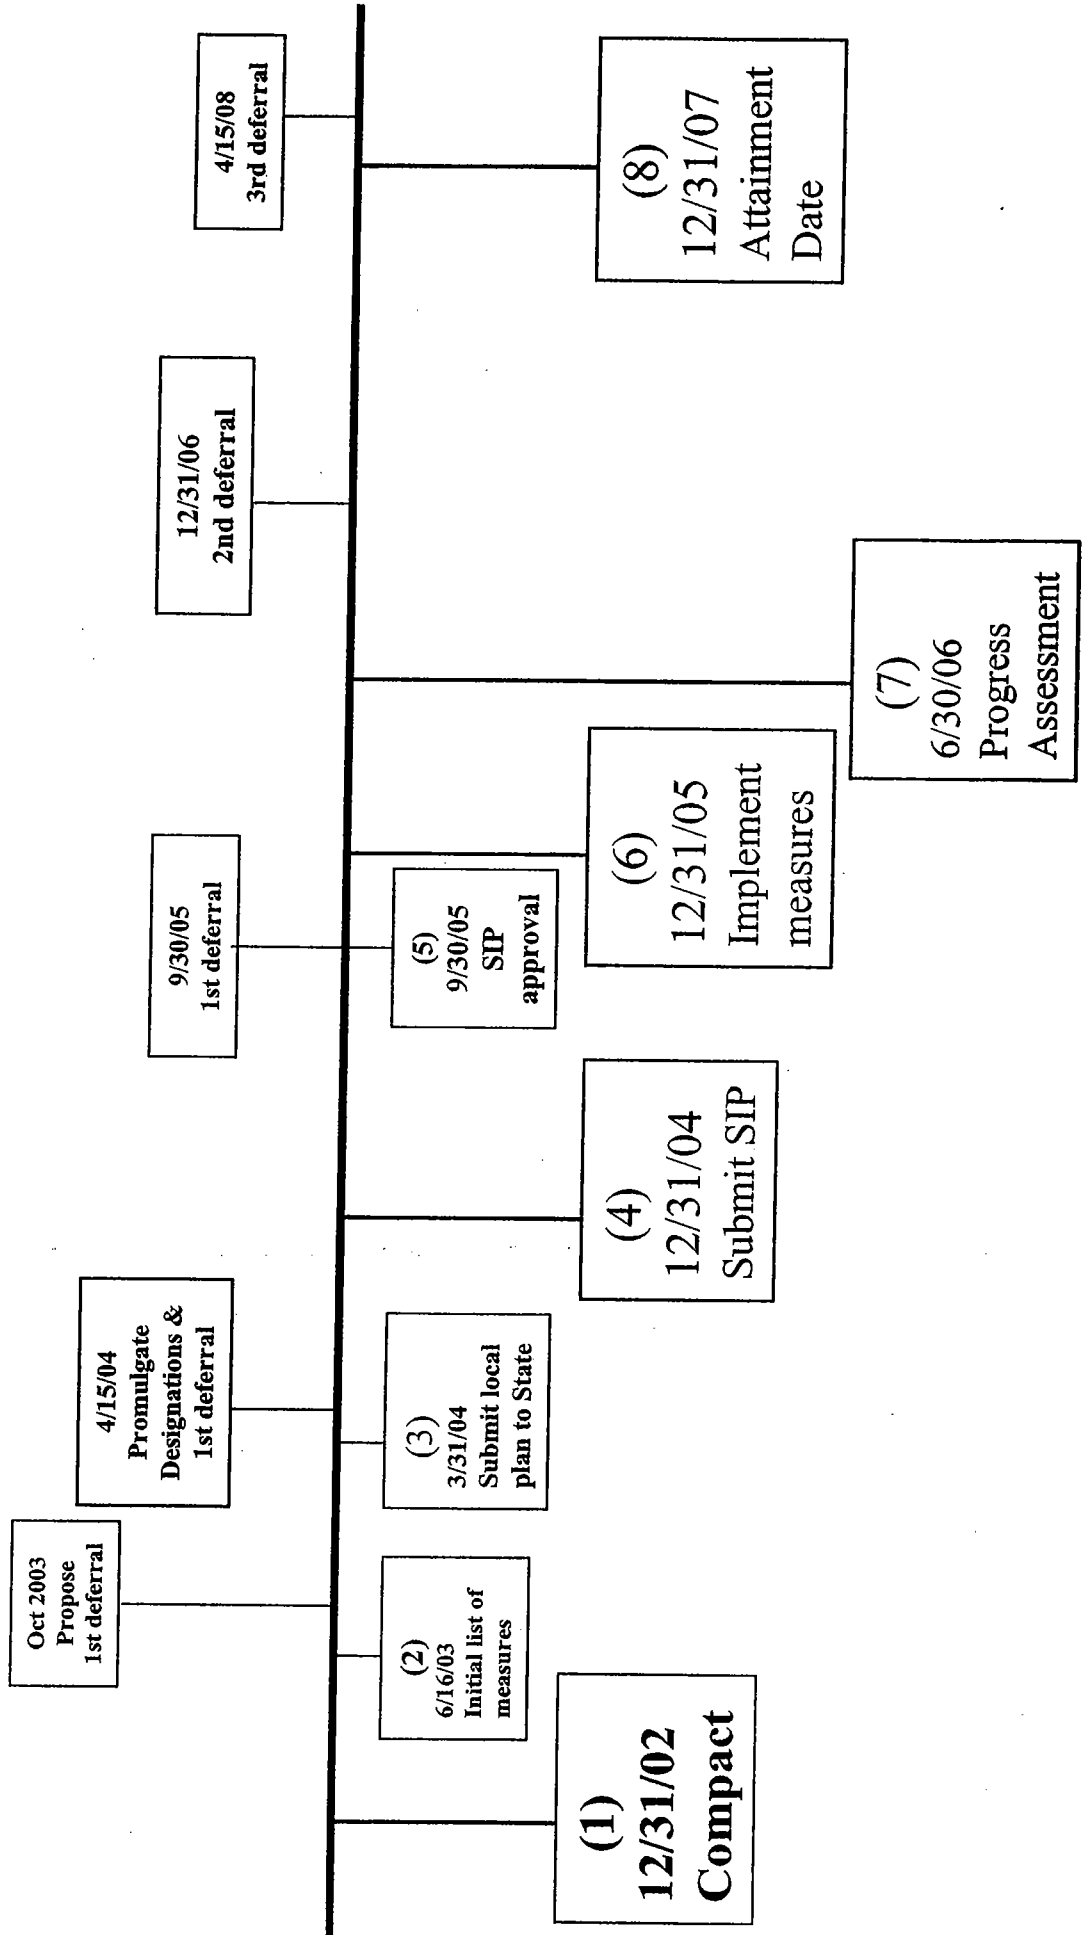 Oct 2003
Propose
1st deferral
4/15/04
Promulgate
Designations &
1st deferral
9/30/05
1st deferral
12/31/06
2nd deferral
4/15/08
3rd deferral
(1)
12/31/02
Compact
(2)
6/16/03
Initial list of
measures
(3)
3/31/04
Submit local
plan to State
(4)
12/31/04
Submit SIP
(5)
9/30/05
SIP
approval
(6)
12/31/05
Implement
measures
(7)
6/30/06
Progress
Assessment
(8)
12/31/07
Attainment
Date